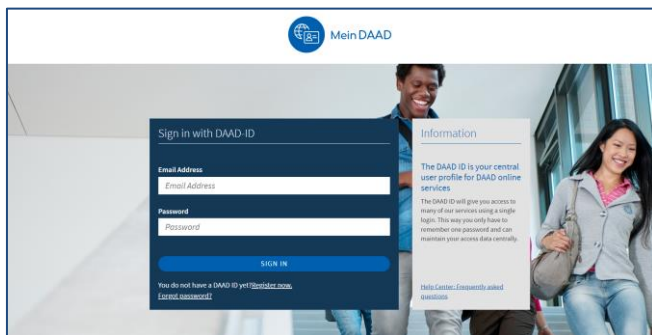 Mein DAAD
Sign in with DAAD-ID
Email Address
Email Address
Password
Password
SIGN IN
You do not have a DAAD ID yet?Register now.
Forgot password?
Information
The DAAD ID is your central
user profile for DAAD online
services
The DAAD ID will give you access to
many of our services using a single
login. This way you only have to
remember one password and can
maintain your access data centrally.
Help Center: Frequently asked
questions